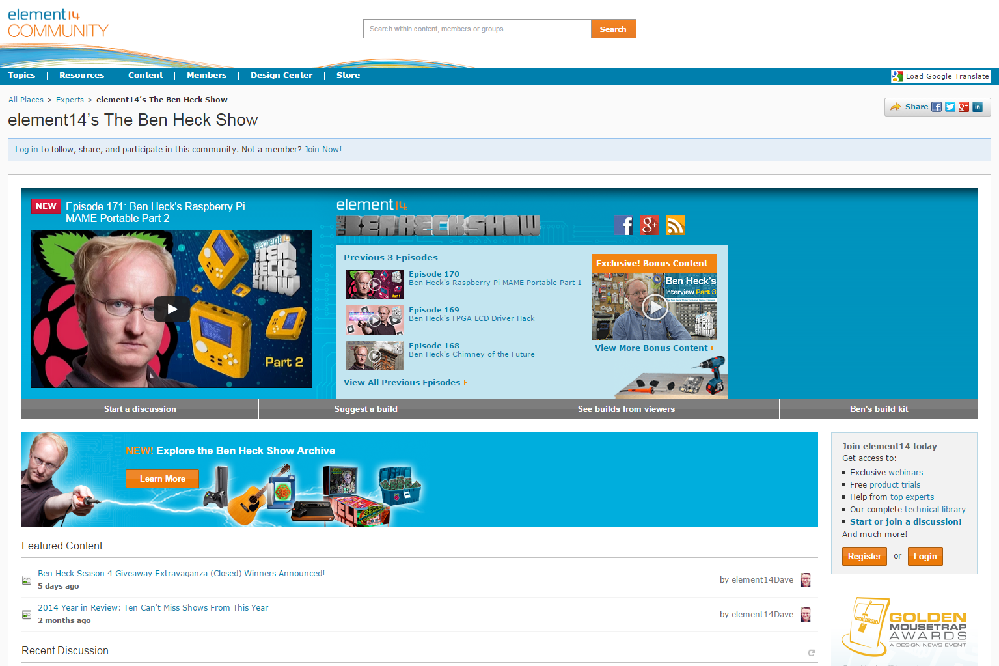 element14
COMMUNITY
Search within content, members or groups
Search
Topics
Resources
Content
Members
Design Center
Store
Load Google Translate
All Places > Experts > element14's The Ben Heck Show
element14's The Ben Heck Show
Share
Log in to follow, share, and participate in this community. Not a member? Join Now!
NEW
Episode 171: Ben Heck's Raspberry Pi
MAME Portable Part 2
element14
BEN HECK SHOW
Part 2
element14
THE BEN HECK SHOW
Previous 3 Episodes
Episode 170
Ben Heck's Raspberry Pi MAME Portable Part 1
Episode 169
Ben Heck's FPGA LCD Driver Hack
Episode 168
Ben Heck's Chimney of the Future
View All Previous Episodes
Exclusive! Bonus Content
Ben Heck's
Interview Part 3
View More Bonus Content
Start a discussion
Suggest a build
See builds from viewers
Ben's build kit
NEW! Explore the Ben Heck Show Archive
Learn More
Featured Content
Ben Heck Season 4 Giveaway Extravaganza (Closed) Winners Announced!
5 days ago
by element14Dave
2014 Year in Review: Ten Can't Miss Shows From This Year
2 months ago
by element14Dave
Recent Discussion
Join element14 today
Get access to:
Exclusive webinars
Free product trials
Help from top experts
Our complete technical library
Start or join a discussion!
And much more!
Register or Login
GOLDEN
MOUSETRAP
AWARDS
A DESIGN NEWS EVENT